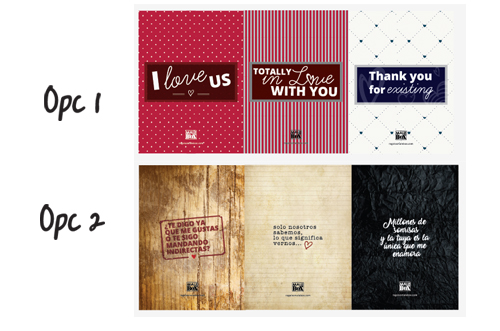 Opc 1
I love us
TOTALLY
in Love
WITH YOU
Thank you
for existing
Opc 2
¿TE DIGO YA
QUE ME GUSTAS
O TE SIGO
MANDANDO
INDIRECTAS?
solo nosotros
sabemos,
lo que significa
vernos...
Millones de
sonrisas
y la tuya es la
única que me
enamora